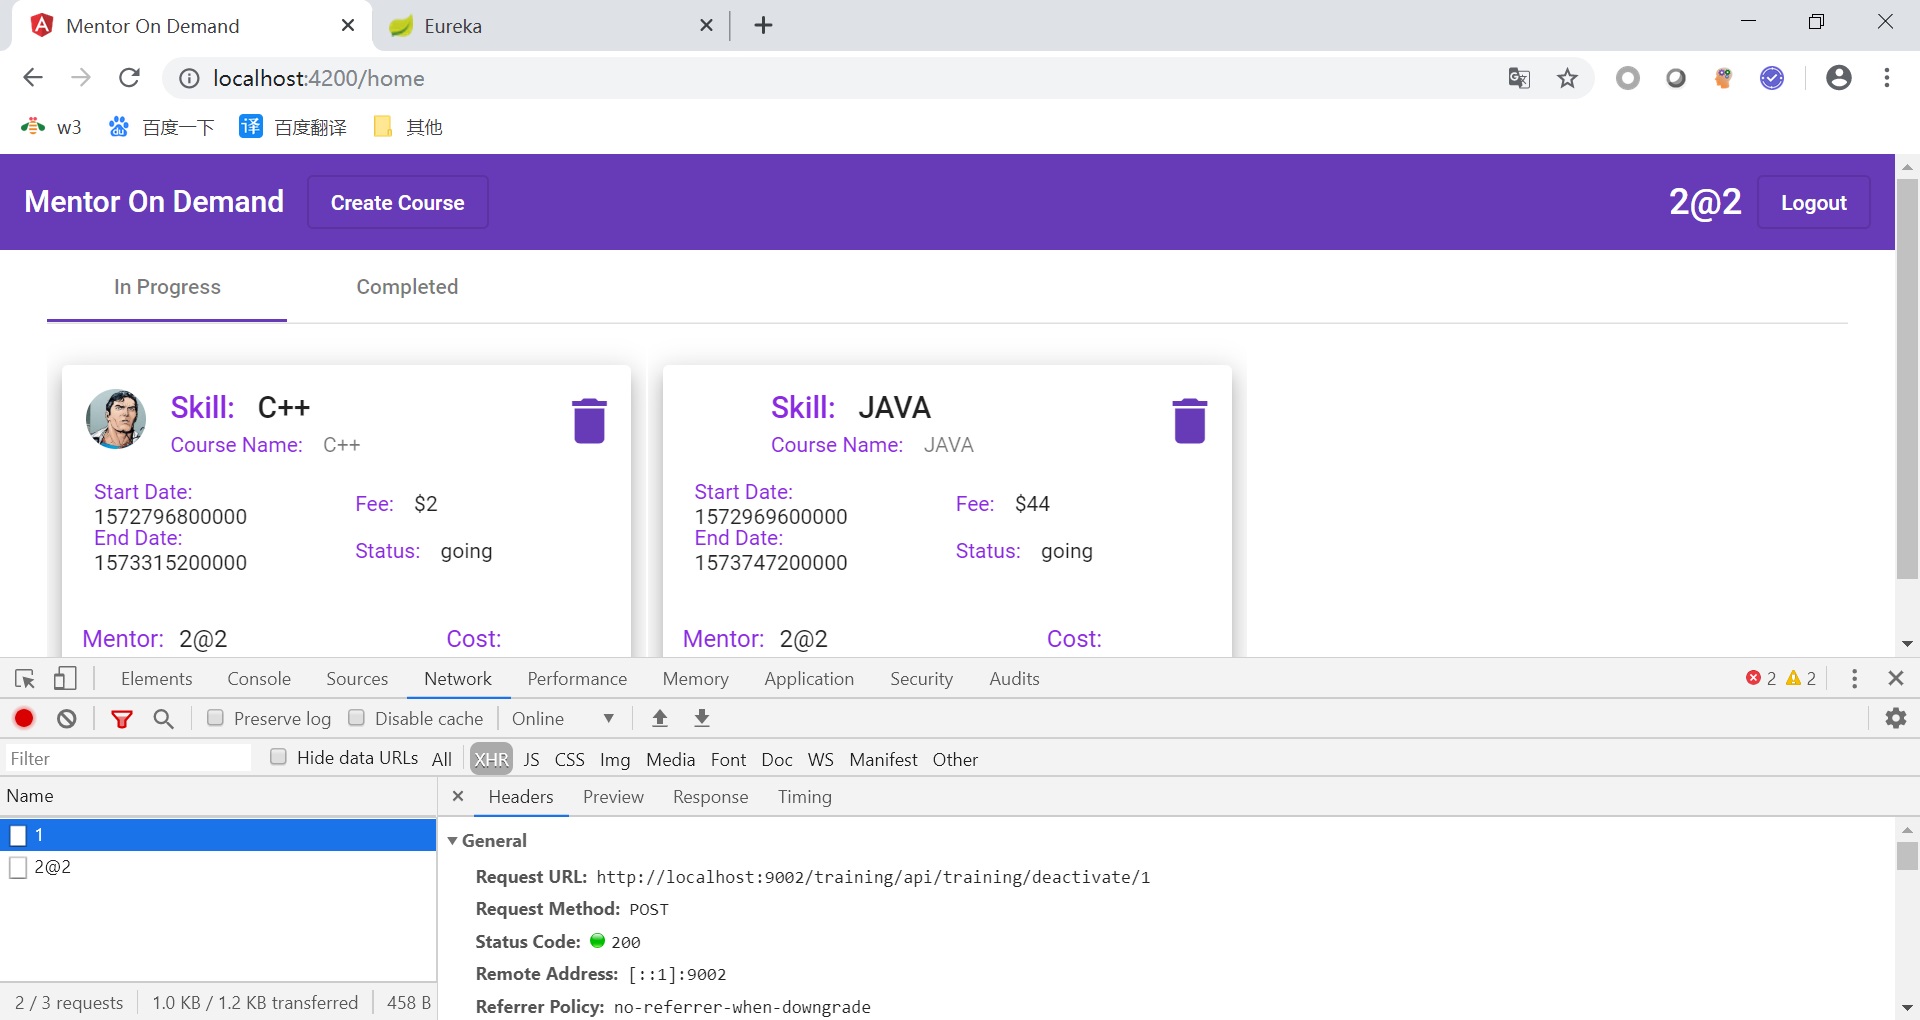 Mentor On Demand
Eureka
localhost:4200/home
w3 百度一下 百度翻译 其他
Mentor On Demand Create Course 2@2 Logout
In Progress Completed
Skill: C++
Course Name: C++
Start Date:
1572796800000
End Date:
1573315200000
Fee: $2
Status: going
Mentor: 2@2 Cost:
Skill: JAVA
Course Name: JAVA
Start Date:
1572969600000
End Date:
1573747200000
Fee: $44
Status: going
Mentor: 2@2 Cost:
Elements Console Sources Network Performance Memory Application Security Audits 2 2
Preserve log Disable cache Online
Filter Hide data URLs All XHR JS CSS Img Media Font Doc WS Manifest Other
Name
1
2@2
2 / 3 requests 1.0 KB / 1.2 KB transferred 458 B
Headers Preview Response Timing
General
Request URL: http://localhost:9002/training/api/training/deactivate/1
Request Method: POST
Status Code: 200
Remote Address: [::1]:9002
Referrer Policy: no-referrer-when-downgrade